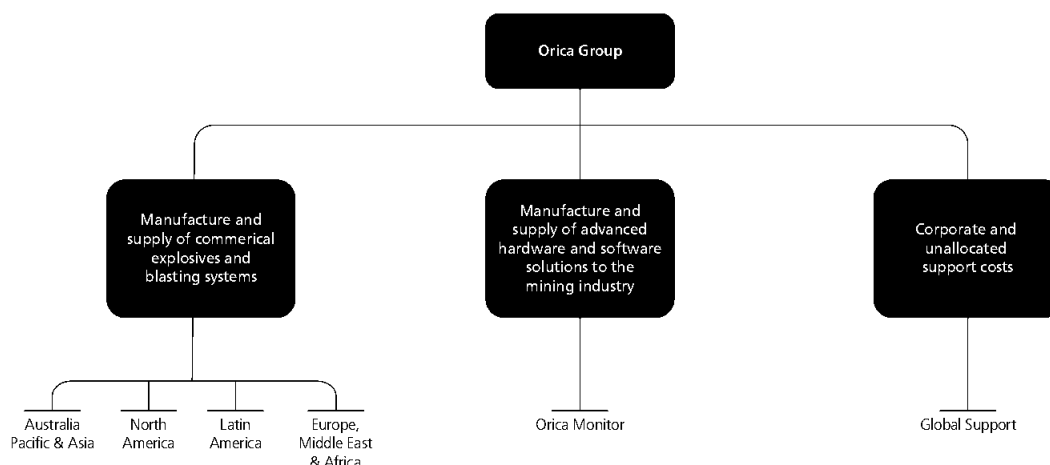 Orica Group
Manufacture and
supply of commerical
explosives and
blasting systems
Manufacture and
supply of advanced
hardware and software
solutions to the
mining industry
Corporate and
unallocated
support costs
Australia
Pacific & Asia
North
America
Latin
America
Europe,
Middle East
& Africa
Orica Monitor
Global Support